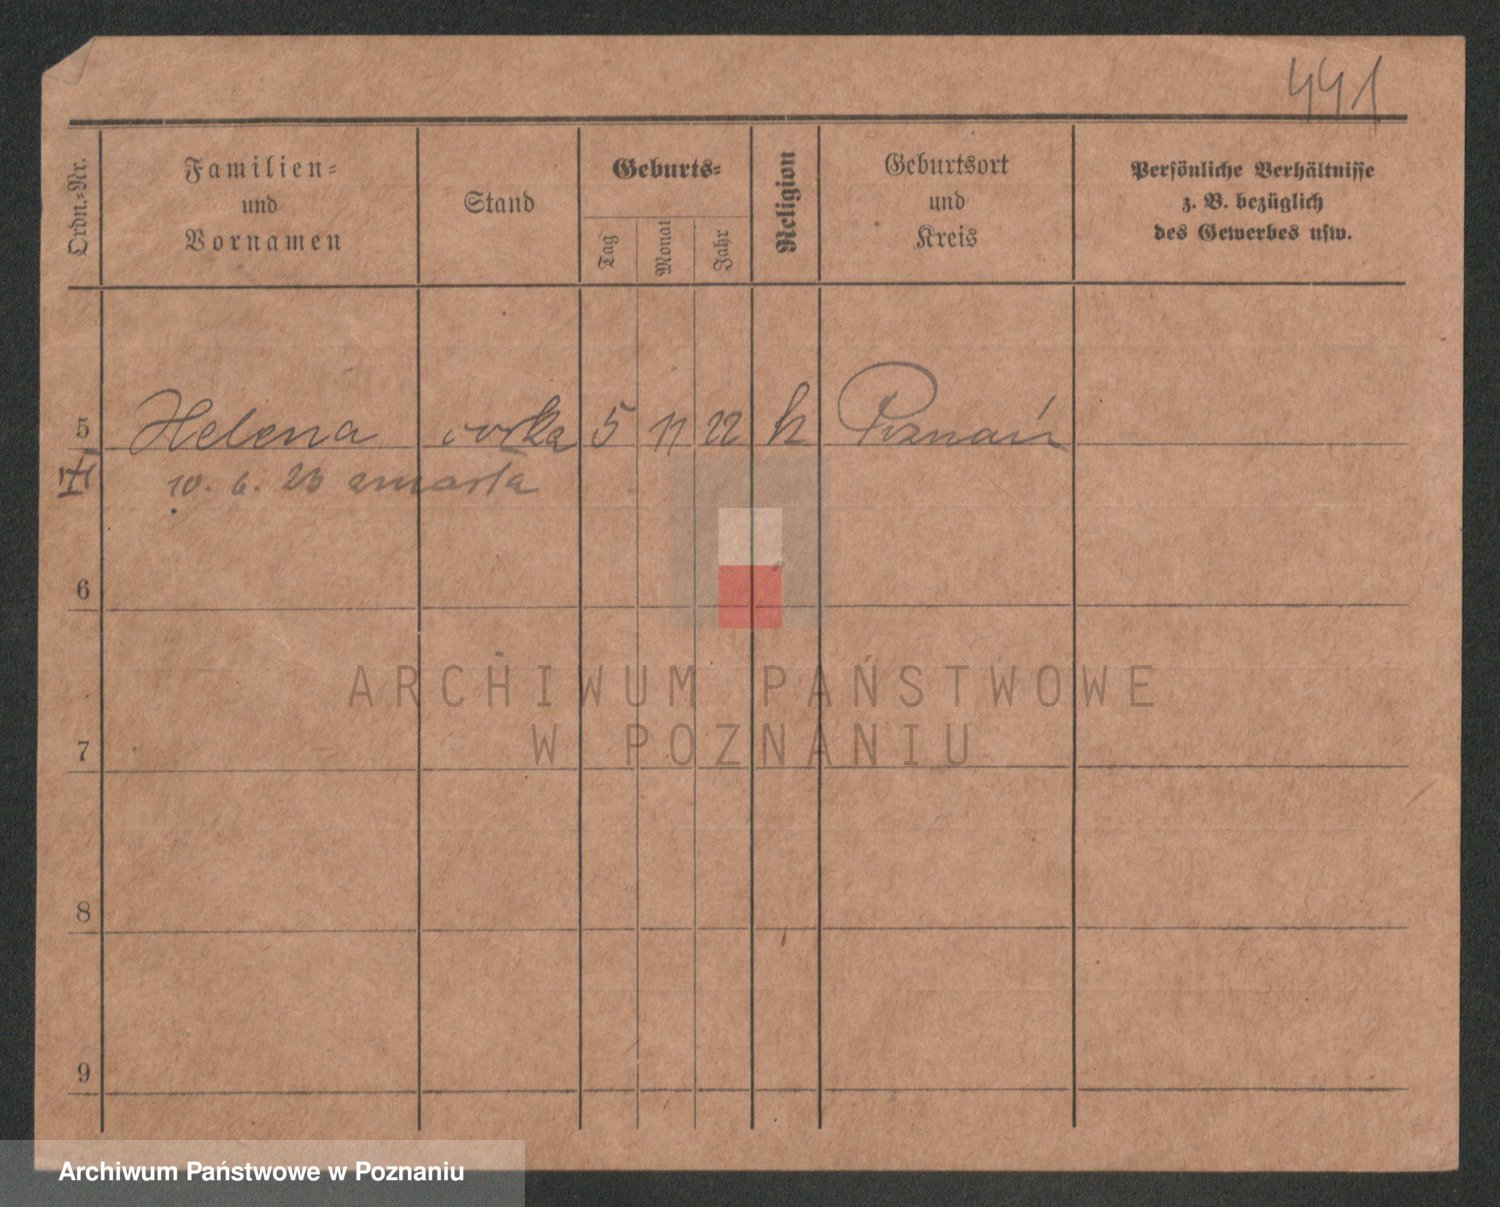 441
Ordn.=Nr.
Familien=
und
Vornamen
Stand
Geburts=
Tag
Monat
Jahr
Religion
Geburtsort
und
Kreis
Persönliche Verhältnisse
z. B. bezüglich
des Gewerbes usw.
5 Helena córka 5 11 22 k Poznań
10. 6. 23 zmarła
6
7
8
9
ARCHIWUM PAŃSTWOWE
W POZNANIU
Archiwum Państwowe w Poznaniu